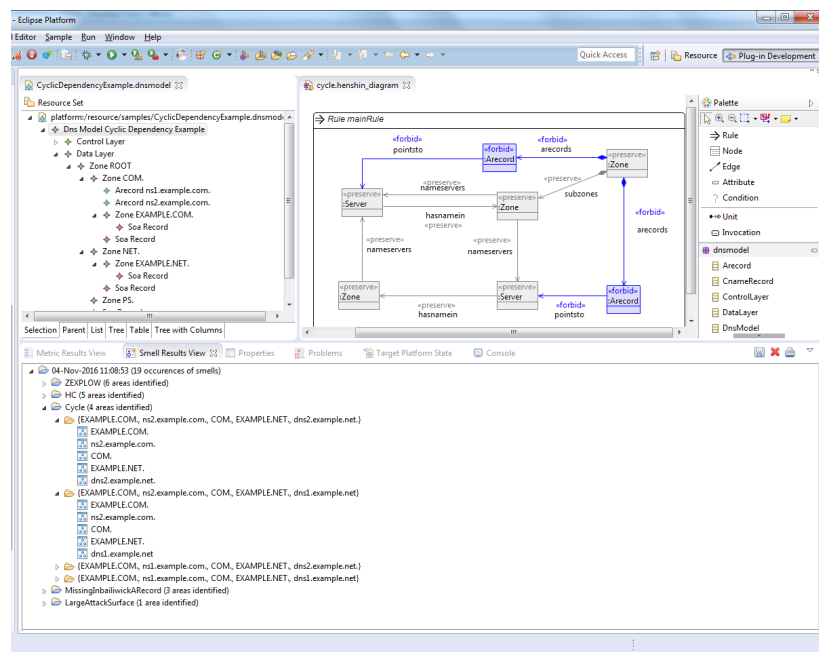 - Eclipse Platform
Editor Sample Run Window Help
Quick Access
Resource
Plug-in Development
CyclicDependencyExample.dnsmodel
Resource Set
platform:/resource/samples/CyclicDependencyExample.dnsmod
Dns Model Cyclic Dependency Example
Control Layer
Data Layer
Zone ROOT
Zone COM.
Arecord ns1.example.com.
Arecord ns2.example.com.
Zone EXAMPLE.COM.
Soa Record
Soa Record
Zone NET.
Zone EXAMPLE.NET.
Soa Record
Soa Record
Zone PS.
Selection Parent List Tree Table Tree with Columns
cycle.henshin_diagram
Rule mainRule
«forbid»
pointsto
«forbid»
:Arecord
«forbid»
arecords
«preserve»
:Zone
«preserve»
subzones
«preserve»
nameservers
«preserve»
:Server
«preserve»
:Zone
hasnamein
«preserve»
«forbid»
arecords
«preserve»
nameservers
«preserve»
nameservers
«preserve»
:Zone
«preserve»
hasnamein
«preserve»
:Server
«forbid»
pointsto
«forbid»
:Arecord
Palette
Rule
Node
Edge
Attribute
Condition
Unit
Invocation
dnsmodel
Arecord
CnameRecord
ControlLayer
DataLayer
DnsModel
Metric Results View
Smell Results View
Properties
Problems
Target Platform State
Console
04-Nov-2016 11:08:53 (19 occurences of smells)
ZEXPLOW (6 areas identified)
HC (5 areas identified)
Cycle (4 areas identified)
{EXAMPLE.COM., ns2.example.com., COM., EXAMPLE.NET., dns2.example.net.}
EXAMPLE.COM.
ns2.example.com.
COM.
EXAMPLE.NET.
dns2.example.net.
{EXAMPLE.COM., ns2.example.com., COM., EXAMPLE.NET., dns1.example.net}
EXAMPLE.COM.
ns2.example.com.
COM.
EXAMPLE.NET.
dns1.example.net
{EXAMPLE.COM., ns1.example.com., COM., EXAMPLE.NET., dns2.example.net.}
{EXAMPLE.COM., ns1.example.com., COM., EXAMPLE.NET., dns1.example.net}
MissingInbailiwickARecord (3 areas identified)
LargeAttackSurface (1 area identified)